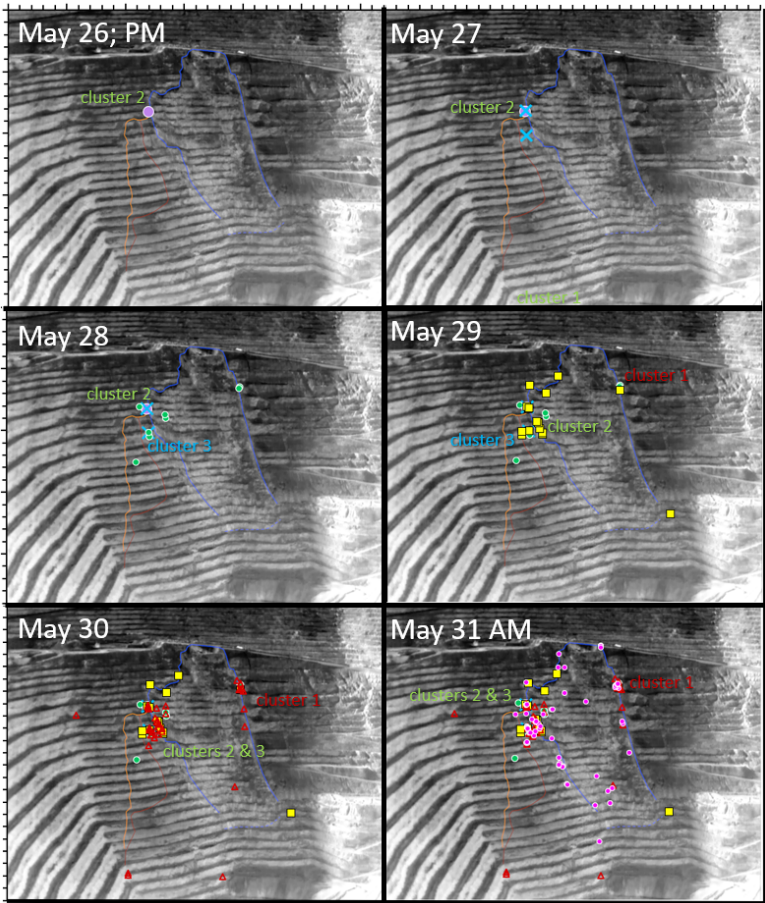 May 26; PM
cluster 2
May 27
cluster 2
cluster 1
May 28
cluster 2
cluster 3
May 29
cluster 1
cluster 2
cluster 3
May 30
cluster 1
clusters 2 & 3
May 31 AM
cluster 1
clusters 2 & 3